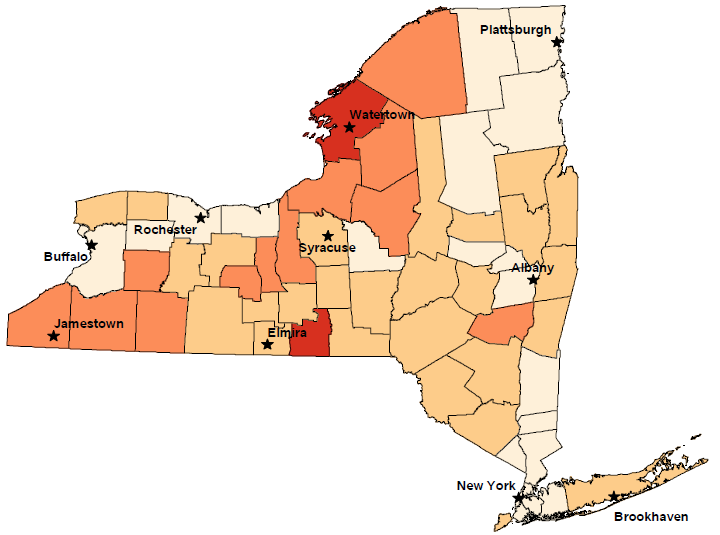 Plattsburgh
Watertown
Rochester
Syracuse
Buffalo
Albany
Jamestown
Elmira
New York
Brookhaven